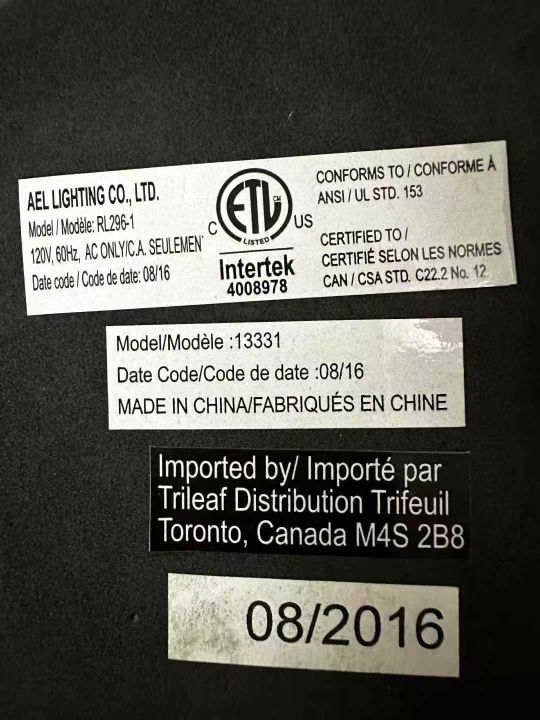 AEL LIGHTING CO., LTD.
Model / Modèle: RL296-1
120V, 60Hz, AC ONLY/C.A. SEULEMEN
Date code / Code de date: 08/16
C ETL CM US
LISTED
Intertek
4008978
CONFORMS TO / CONFORME À
ANSI / UL STD. 153
CERTIFIED TO /
CERTIFIÉ SELON LES NORMES
CAN / CSA STD. C22.2 No. 12
Model/Modèle :13331
Date Code/Code de date :08/16
MADE IN CHINA/FABRIQUÉS EN CHINE
Imported by/ Importé par
Trileaf Distribution Trifeuil
Toronto, Canada M4S 2B8
08/2016